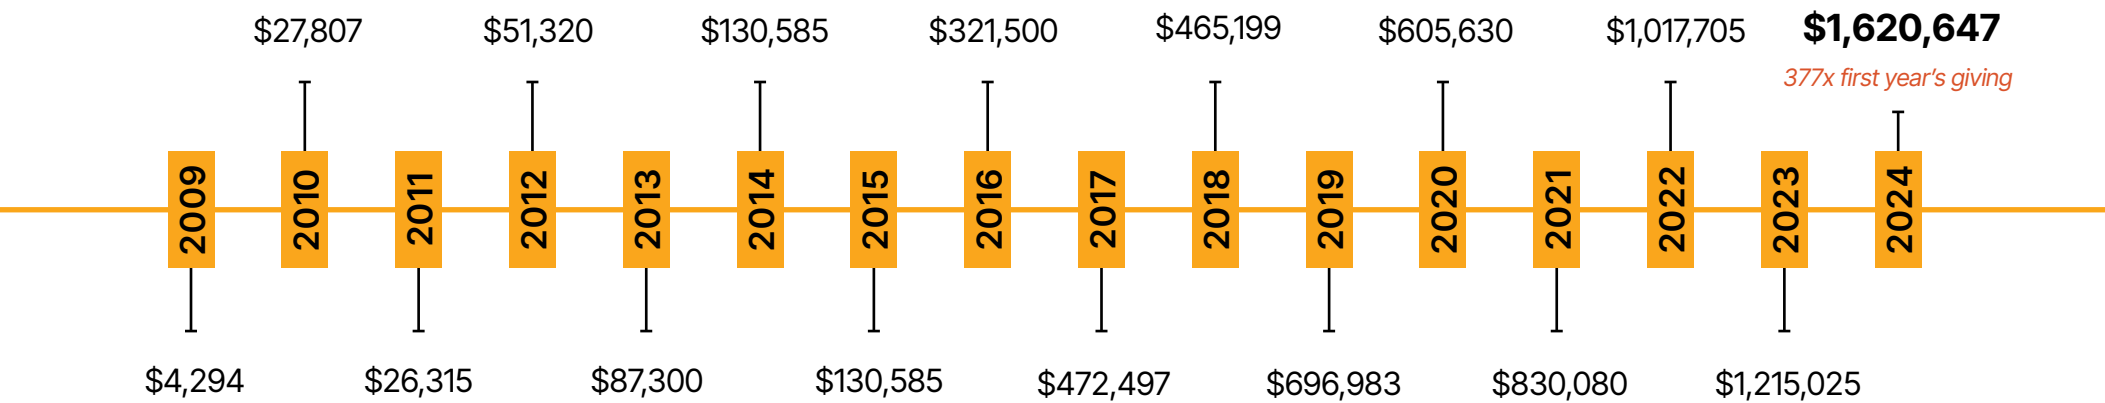 $27,807 $51,320 $130,585 $321,500 $465,199 $605,630 $1,017,705 $1,620,647
377x first year's giving
2009 2010 2011 2012 2013 2014 2015 2016 2017 2018 2019 2020 2021 2022 2023 2024
$4,294 $26,315 $87,300 $130,585 $472,497 $696,983 $830,080 $1,215,025